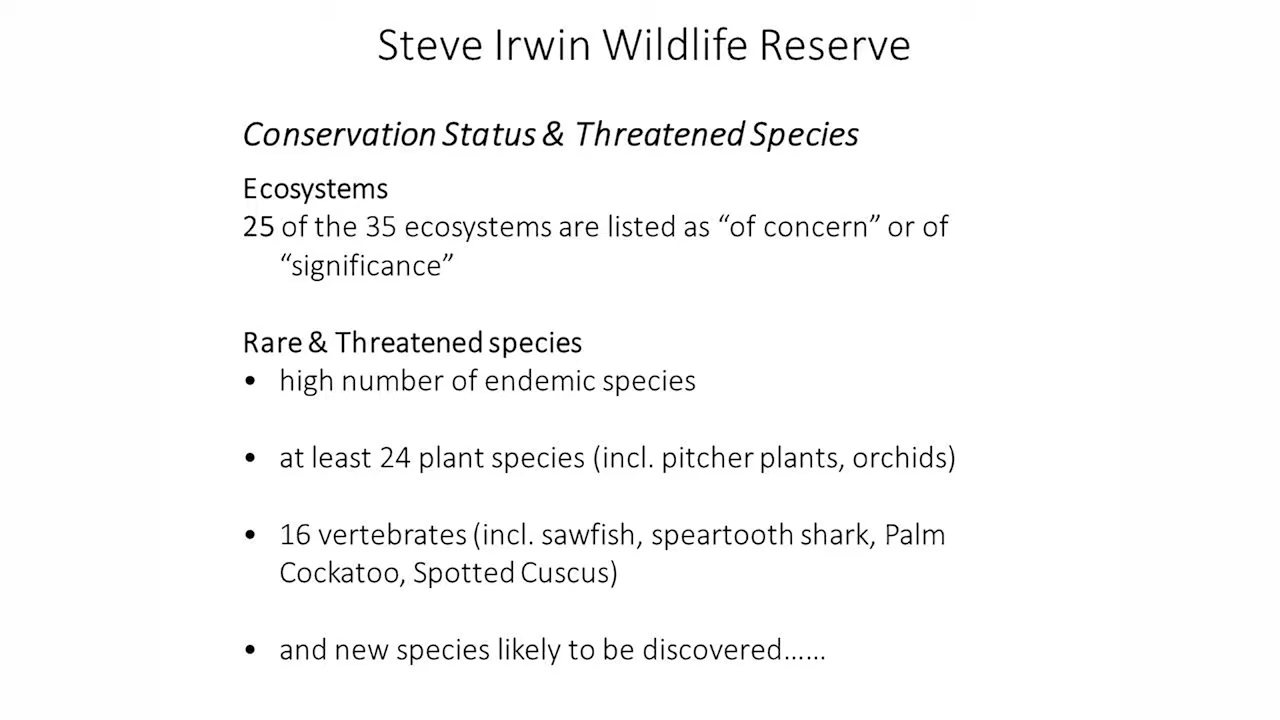 Steve Irwin Wildlife Reserve
Conservation Status & Threatened Species
Ecosystems
25 of the 35 ecosystems are listed as “of concern” or of
“significance”
Rare & Threatened species
• high number of endemic species
• at least 24 plant species (incl. pitcher plants, orchids)
• 16 vertebrates (incl. sawfish, speartooth shark, Palm
Cockatoo, Spotted Cuscus)
• and new species likely to be discovered……